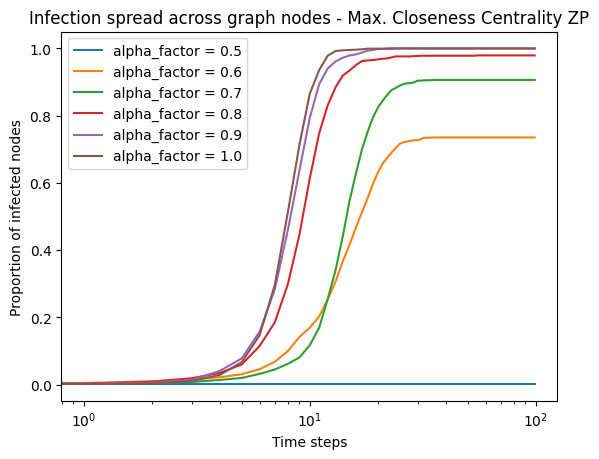 Infection spread across graph nodes - Max. Closeness Centrality ZP
1.0
0.8
0.6
0.4
0.2
0.0
Proportion of infected nodes
alpha_factor = 0.5
alpha_factor = 0.6
alpha_factor = 0.7
alpha_factor = 0.8
alpha_factor = 0.9
alpha_factor = 1.0
10⁰
10¹
10²
Time steps